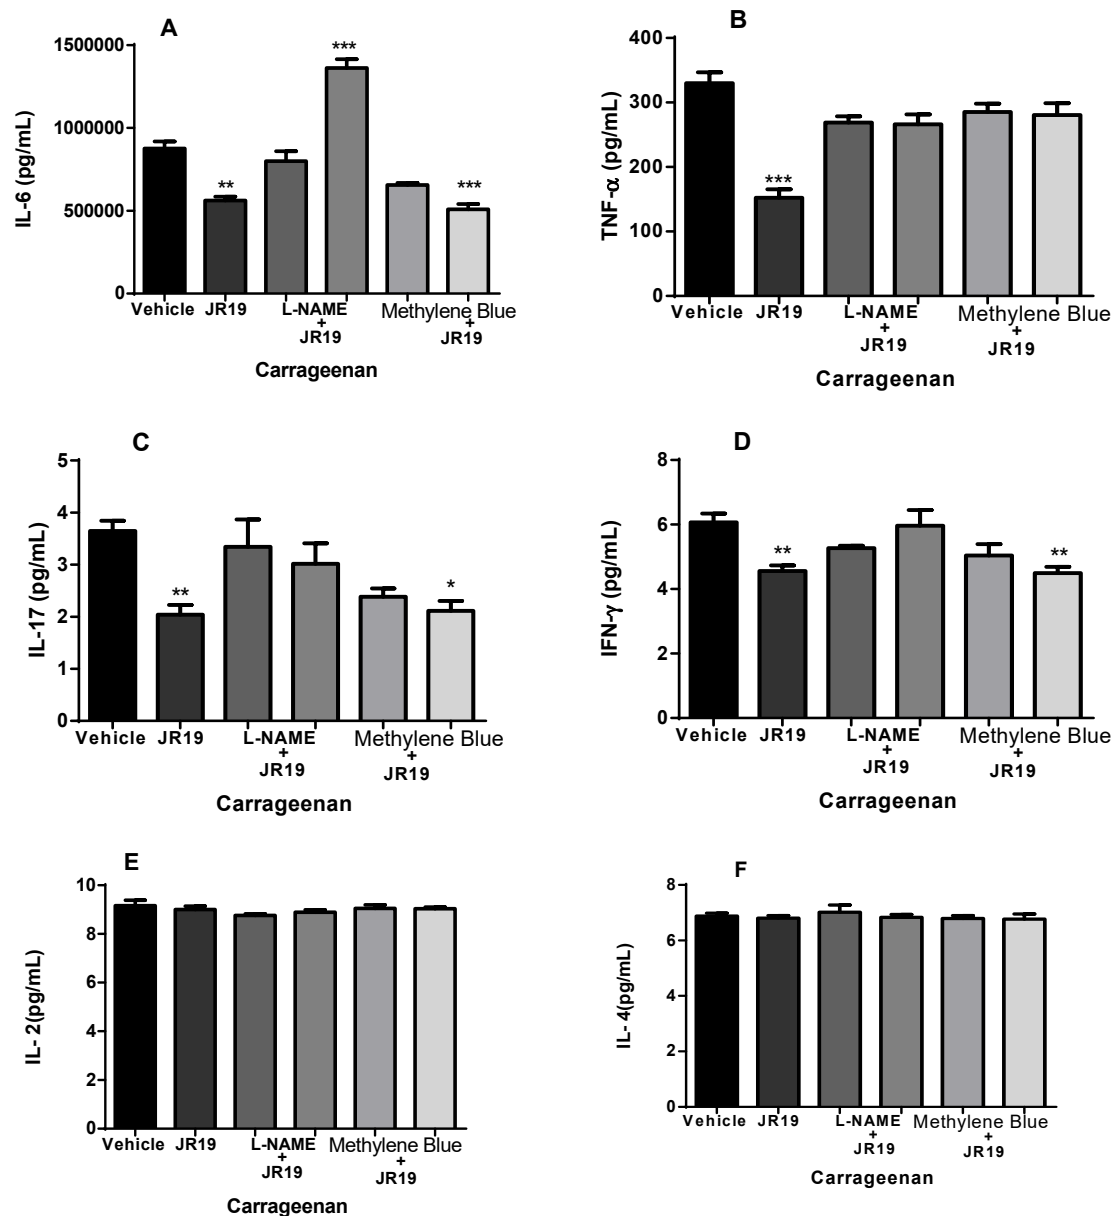 A
IL-6 (pg/mL)
1500000
1000000
500000
0
***
**
***
Vehicle JR19 L-NAME Methylene Blue
+ +
JR19 JR19
Carrageenan
B
TNF-α (pg/mL)
400
300
200
100
0
***
Vehicle JR19 L-NAME Methylene Blue
+ +
JR19 JR19
Carrageenan
C
IL-17 (pg/mL)
5
4
3
2
1
0
**
*
Vehicle JR19 L-NAME Methylene Blue
+ +
JR19 JR19
Carrageenan
D
IFN-γ (pg/mL)
8
6
4
2
0
**
**
Vehicle JR19 L-NAME Methylene Blue
+ +
JR19 JR19
Carrageenan
E
IL- 2(pg/mL)
10
8
6
4
2
0
Vehicle JR19 L-NAME Methylene Blue
+ +
JR19 JR19
Carrageenan
F
IL- 4(pg/mL)
8
6
4
2
0
Vehicle JR19 L-NAME Methylene Blue
+ +
JR19 JR19
Carrageenan